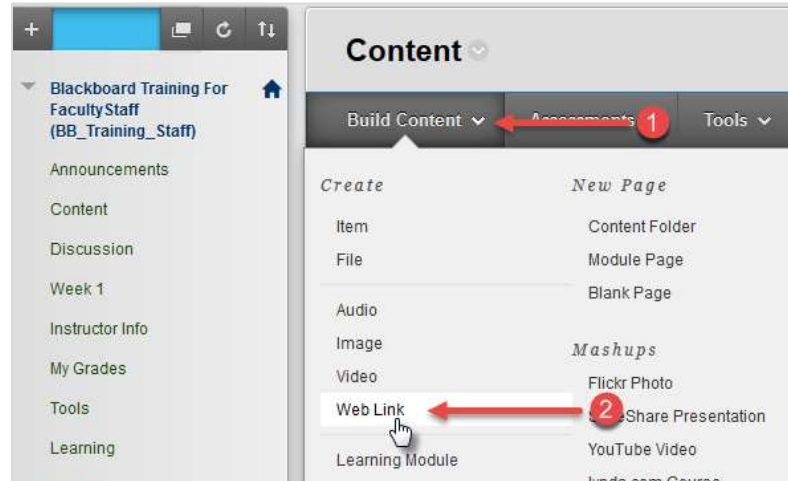 Blackboard Training For
FacultyStaff
(BB_Training_Staff)
Announcements
Content
Discussion
Week 1
Instructor Info
My Grades
Tools
Learning
Content
Build Content
1
Tools
Create
Item
File
Audio
Image
Video
Web Link
2
Learning Module
New Page
Content Folder
Module Page
Blank Page
Mashups
Flickr Photo
Share Presentation
YouTube Video